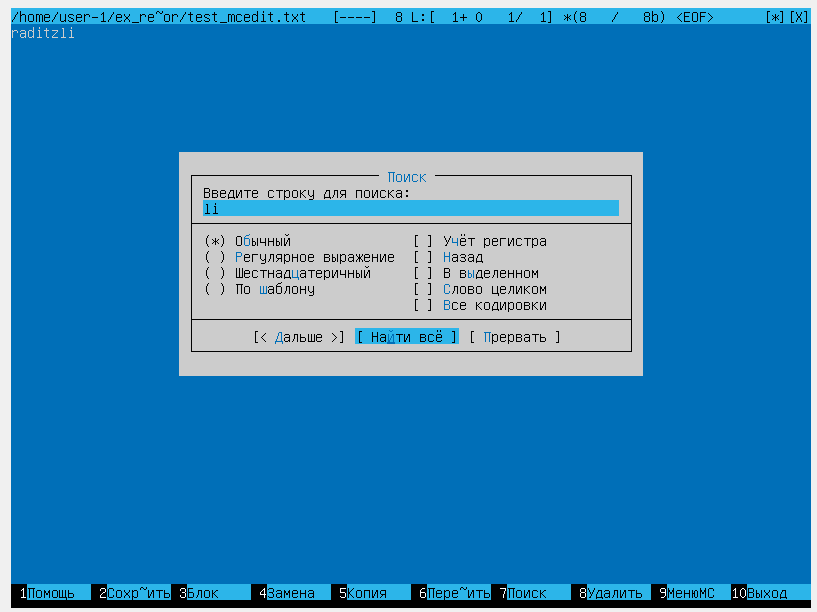 /home/user-1/ex_re~or/test_mcedit.txt [----] 8 L:[ 1+ 0 1/ 1] *(8 / 8b) <EOF> [*][X]
raditzli
Поиск
Введите строку для поиска:
li
(*) Обычный [ ] Учёт регистра
( ) Регулярное выражение [ ] Назад
( ) Шестнадцатеричный [ ] В выделенном
( ) По шаблону [ ] Слово целиком
[ ] Все кодировки
[< Дальше >] [ Найти всё ] [ Прервать ]
1Помощь 2Сохр~ить 3Блок 4Замена 5Копия 6Пере~ить 7Поиск 8Удалить 9МенюMC 10Выход